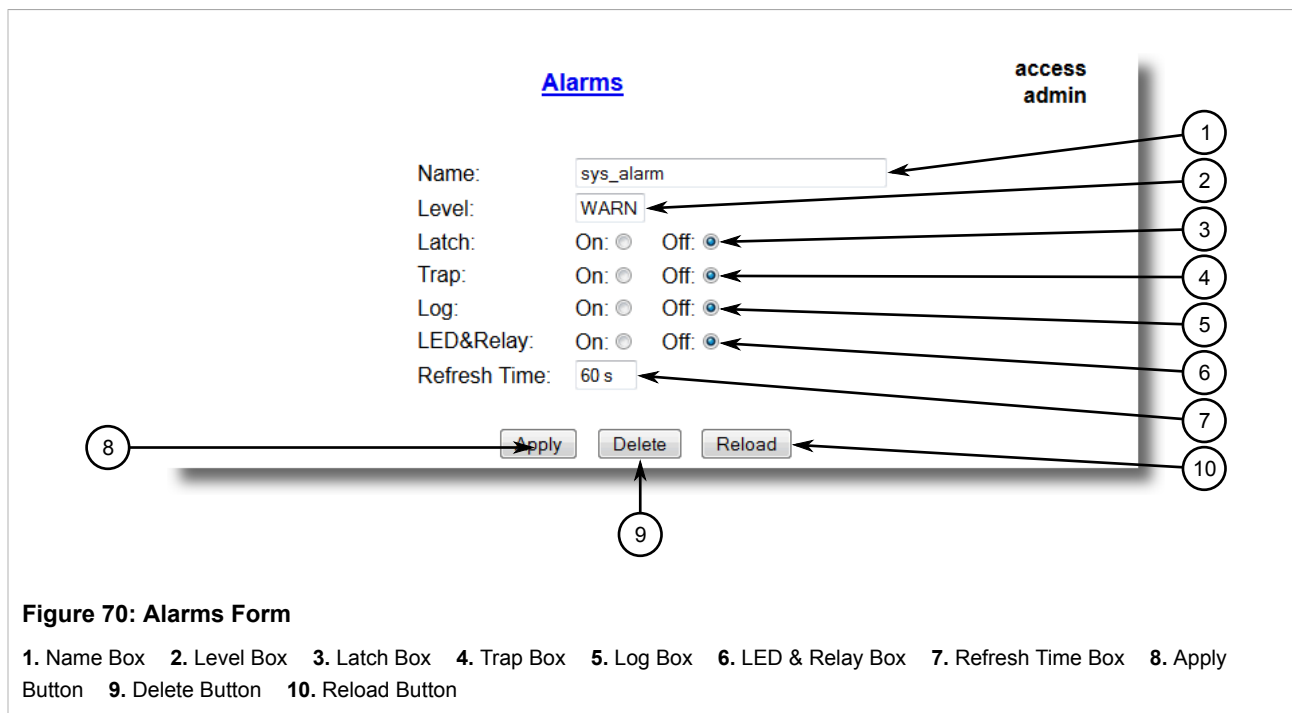 Alarms
access
admin
Name: sys_alarm
Level: WARN
Latch: On: Off:
Trap: On: Off:
Log: On: Off:
LED&Relay: On: Off:
Refresh Time: 60 s
Apply Delete Reload
1
2
3
4
5
6
7
8
10
9
Figure 70: Alarms Form
1. Name Box 2. Level Box 3. Latch Box 4. Trap Box 5. Log Box 6. LED & Relay Box 7. Refresh Time Box 8. Apply
Button 9. Delete Button 10. Reload Button